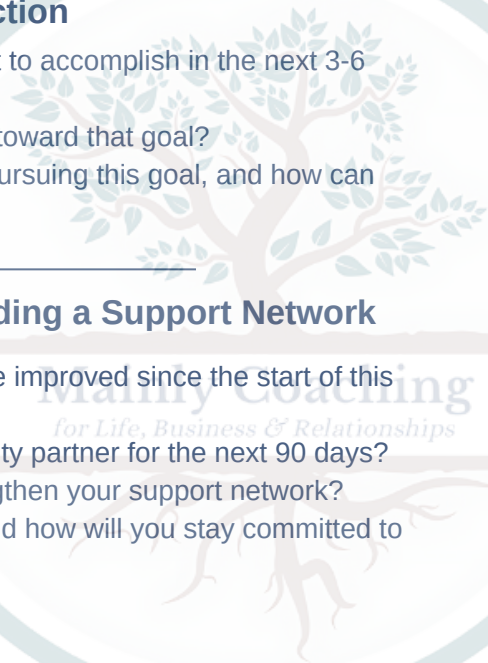 ction
t to accomplish in the next 3-6
toward that goal?
ursuing this goal, and how can
ding a Support Network
e improved since the start of this
Mainly Coaching
for Life, Business & Relationships
ty partner for the next 90 days?
gthen your support network?
d how will you stay committed to